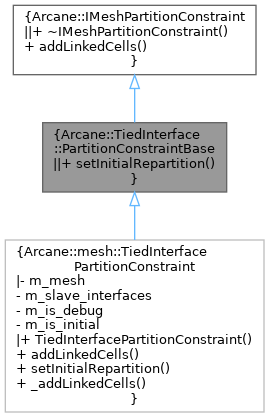 {Arcane::IMeshPartitionConstraint
||+ ~IMeshPartitionConstraint()
+ addLinkedCells()
}
{Arcane::TiedInterface
::PartitionConstraintBase
||+ setInitialRepartition()
}
{Arcane::mesh::TiedInterface
PartitionConstraint
|- m_mesh
- m_slave_interfaces
- m_is_debug
- m_is_initial
|+ TiedInterfacePartitionConstraint()
+ addLinkedCells()
+ setInitialRepartition()
+ _addLinkedCells()
}